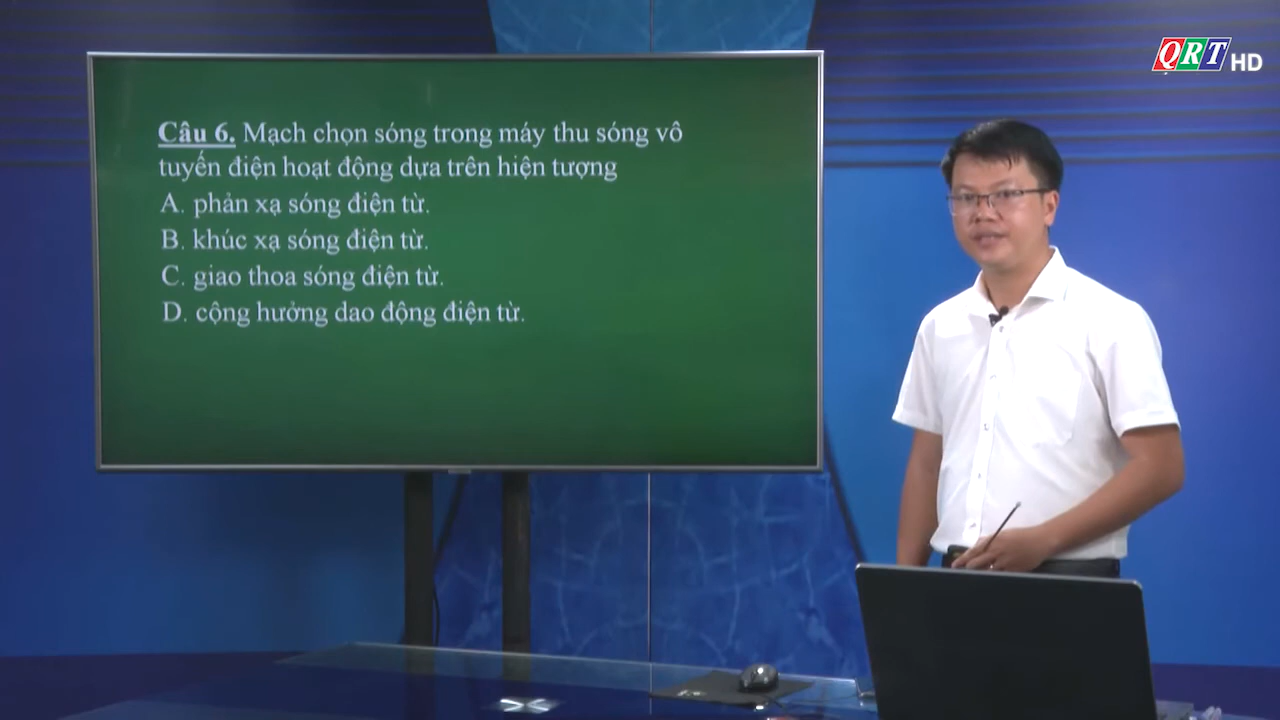 QRT HD
Câu 6. Mạch chọn sóng trong máy thu sóng vô
tuyến điện hoạt động dựa trên hiện tượng
A. phản xạ sóng điện từ.
B. khúc xạ sóng điện từ.
C. giao thoa sóng điện từ.
D. cộng hưởng dao động điện từ.